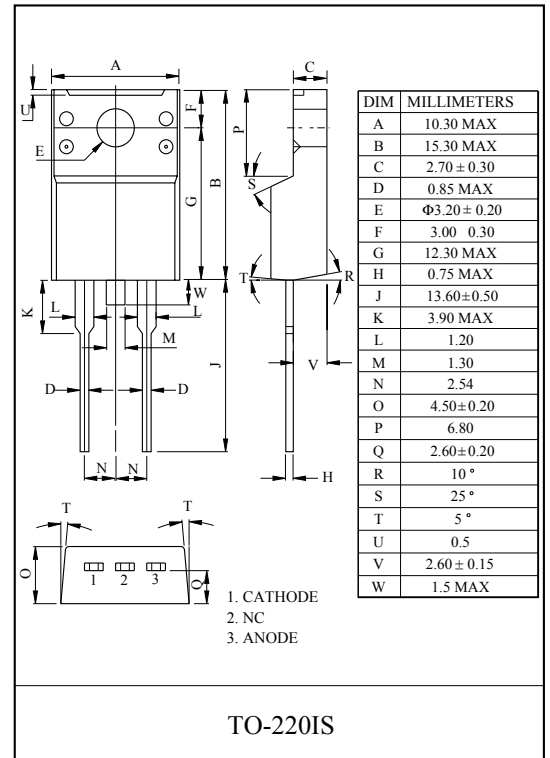 A
C
U
F
P
E
S
B
G
T
R
K
L
L
W
M
V
J
D
D
N
N
H
T
T
O
1
2
3
Q
1. CATHODE
2. NC
3. ANODE
DIM MILLIMETERS
A 10.30 MAX
B 15.30 MAX
C 2.70 ± 0.30
D 0.85 MAX
E Φ3.20 ± 0.20
F 3.00 0.30
G 12.30 MAX
H 0.75 MAX
J 13.60±0.50
K 3.90 MAX
L 1.20
M 1.30
N 2.54
O 4.50±0.20
P 6.80
Q 2.60±0.20
R 10 °
S 25 °
T 5 °
U 0.5
V 2.60 ± 0.15
W 1.5 MAX
TO-220IS